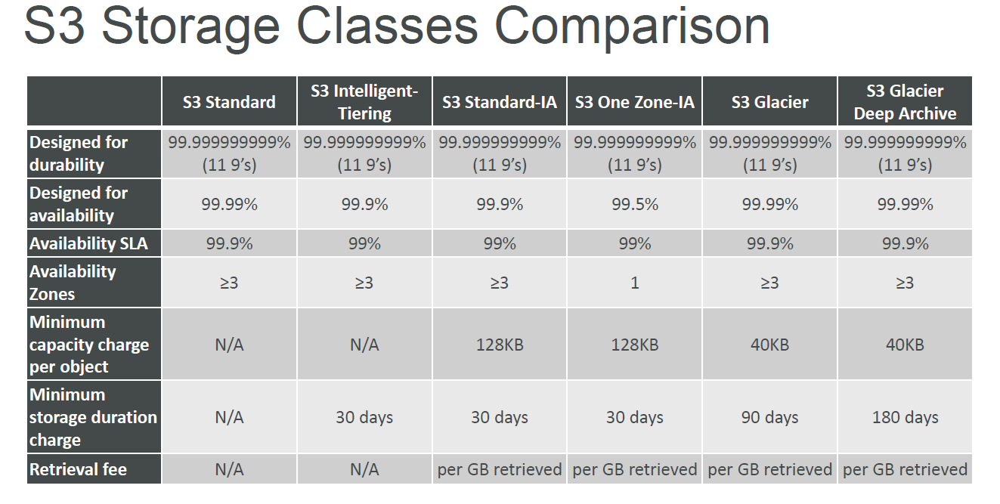 S3 Storage Classes Comparison
S3 Standard
S3 Intelligent-
Tiering
S3 Standard-IA
S3 One Zone-IA
S3 Glacier
S3 Glacier
Deep Archive
Designed for
durability
99.999999999%
(11 9’s)
99.999999999%
(11 9’s)
99.999999999%
(11 9’s)
99.999999999%
(11 9’s)
99.999999999%
(11 9’s)
99.999999999%
(11 9’s)
Designed for
availability
99.99%
99.9%
99.9%
99.5%
99.99%
99.99%
Availability SLA
99.9%
99%
99%
99%
99.9%
99.9%
Availability
Zones
≥3
≥3
≥3
1
≥3
≥3
Minimum
capacity charge
per object
N/A
N/A
128KB
128KB
40KB
40KB
Minimum
storage duration
charge
N/A
30 days
30 days
30 days
90 days
180 days
Retrieval fee
N/A
N/A
per GB retrieved
per GB retrieved
per GB retrieved
per GB retrieved